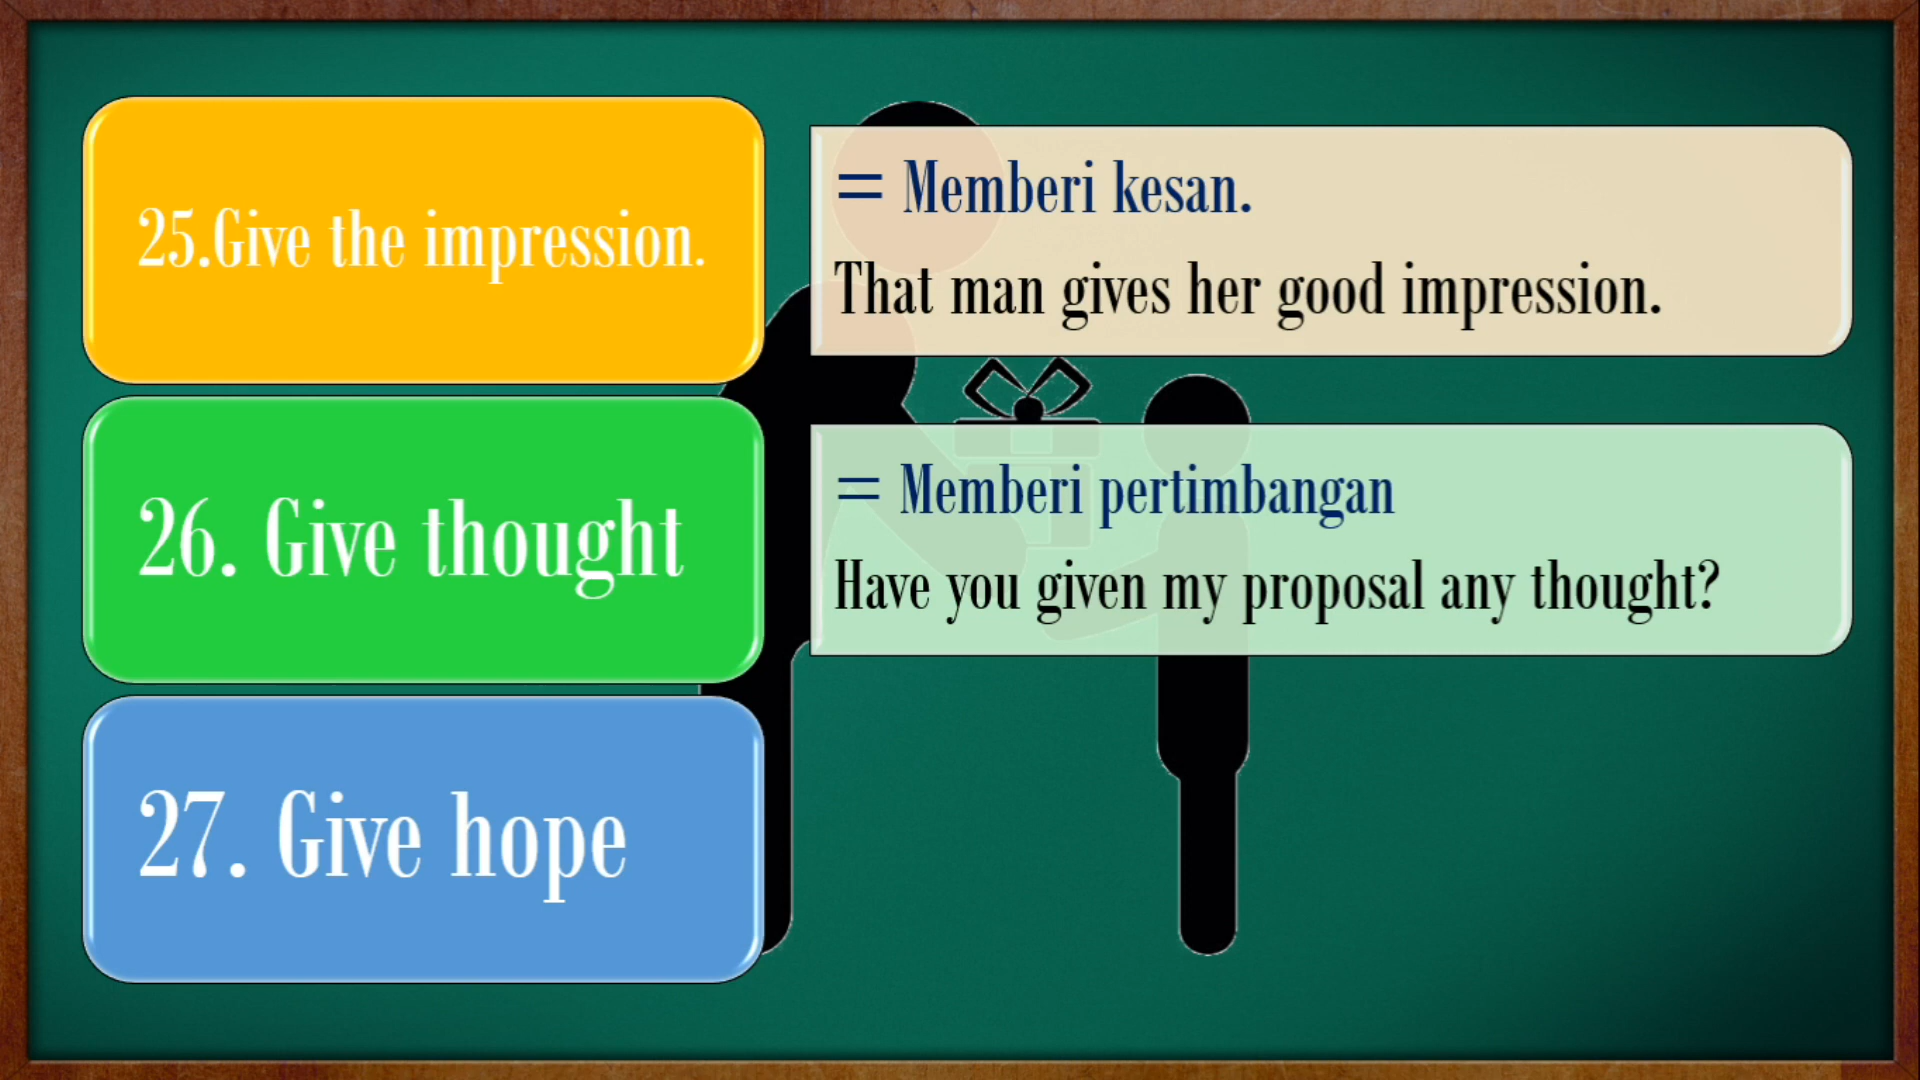 25.Give the impression.
= Memberi kesan.
That man gives her good impression.
26. Give thought
= Memberi pertimbangan
Have you given my proposal any thought?
27. Give hope